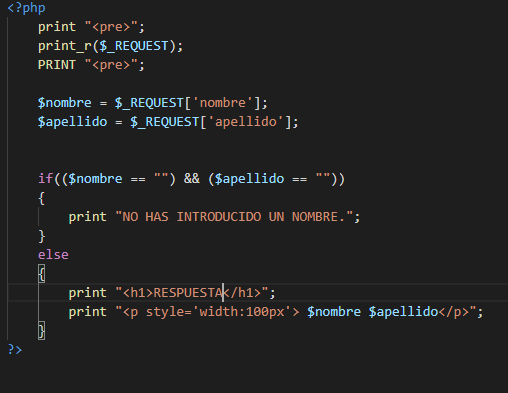 <?php
print "<pre>";
print_r($_REQUEST);
PRINT "<pre>";
$nombre = $_REQUEST['nombre'];
$apellido = $_REQUEST['apellido'];
if(($nombre == "") && ($apellido == ""))
{
print "NO HAS INTRODUCIDO UN NOMBRE.";
}
else
{
print "<h1>RESPUESTA</h1>";
print "<p style='width:100px'> $nombre $apellido</p>";
}
?>